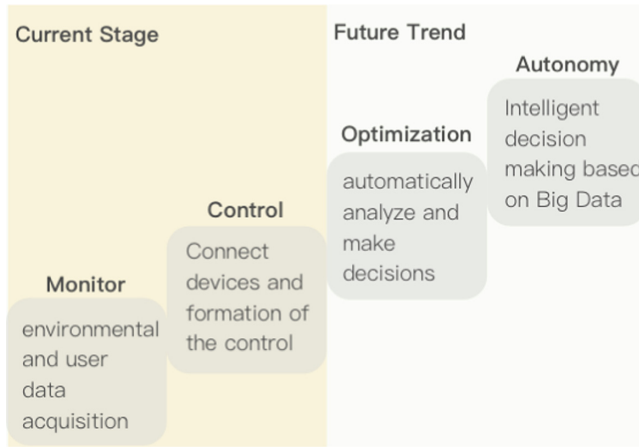 Current Stage
Future Trend
Autonomy
Intelligent
decision
making based
on Big Data
Optimization
automatically
analyze and
make
decisions
Control
Connect
devices and
formation of
the control
Monitor
environmental
and user
data
acquisition